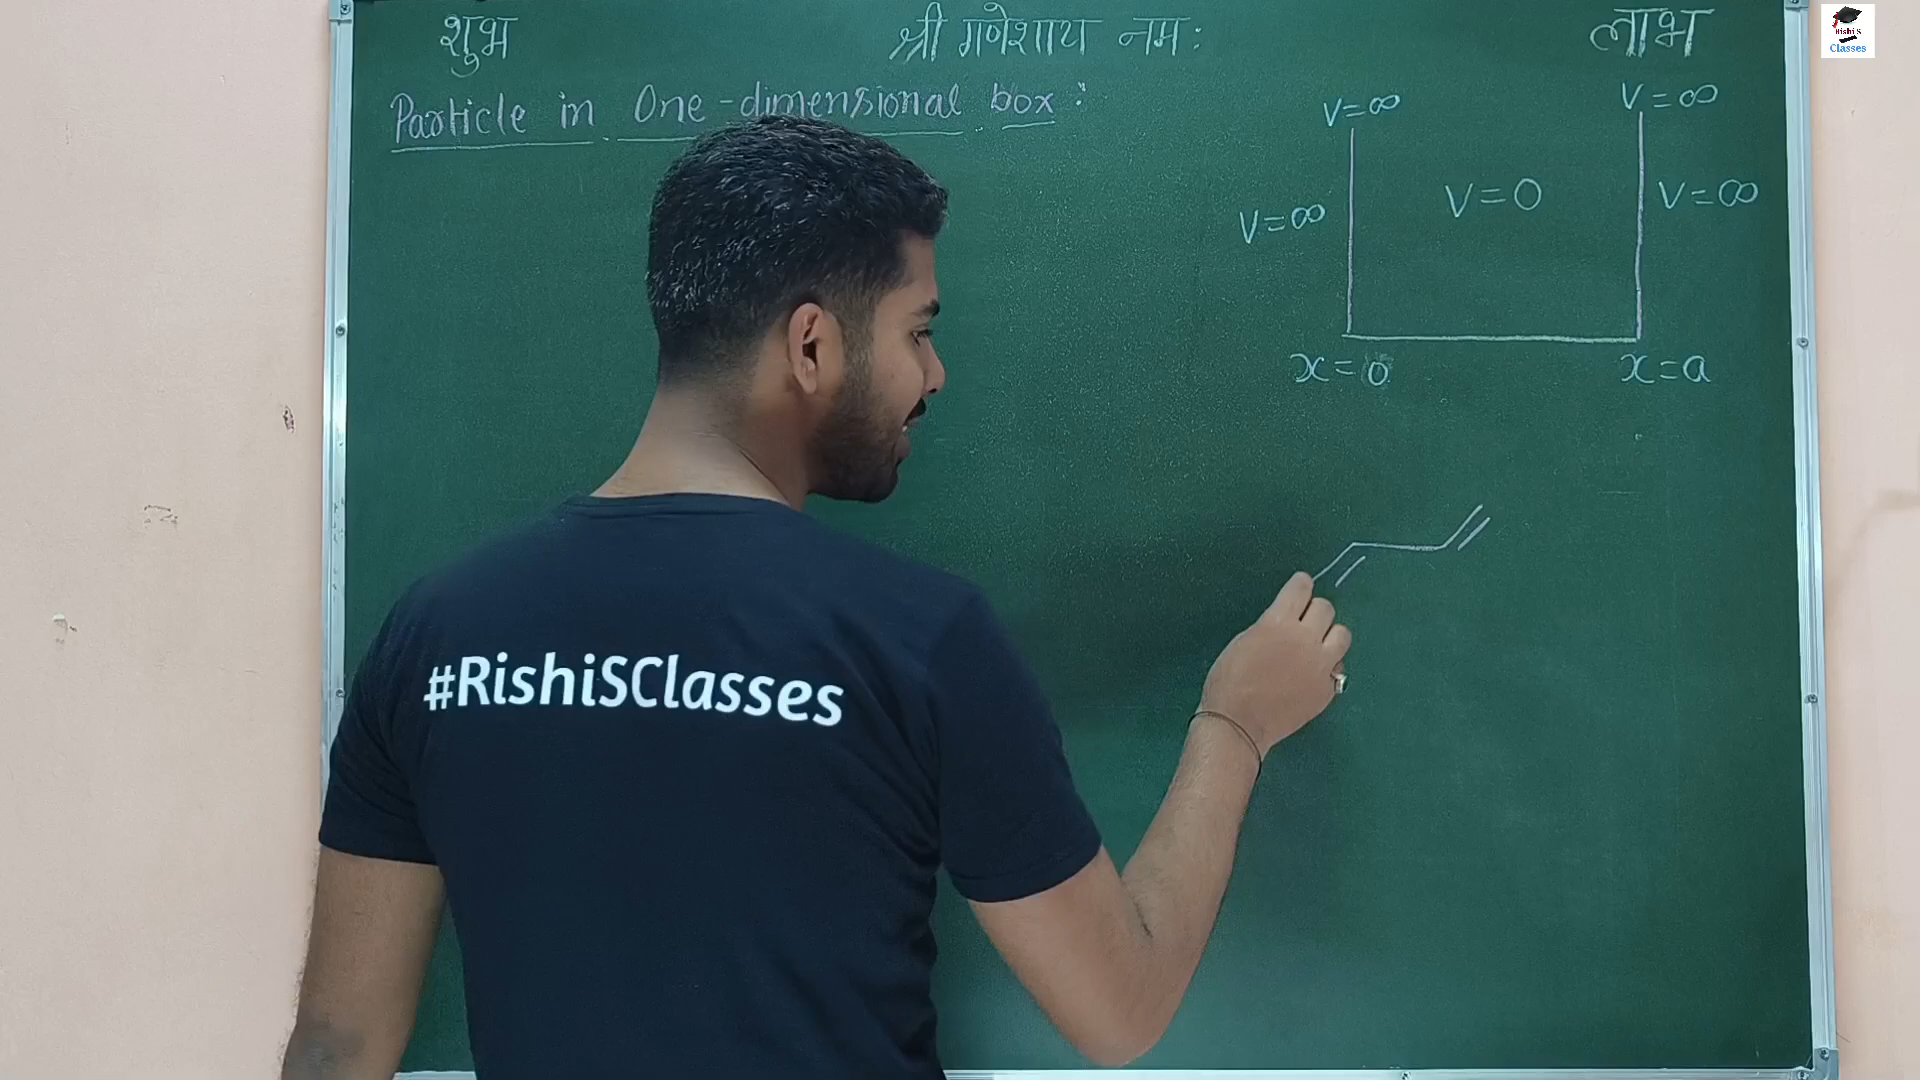 शुभ श्री गणेशाय नमः लाभ
Rishi S
Classes
Particle in One-dimensional box:
V=∞ V=∞
V=∞ V=0 V=∞
x=0 x=a
#RishiSClasses